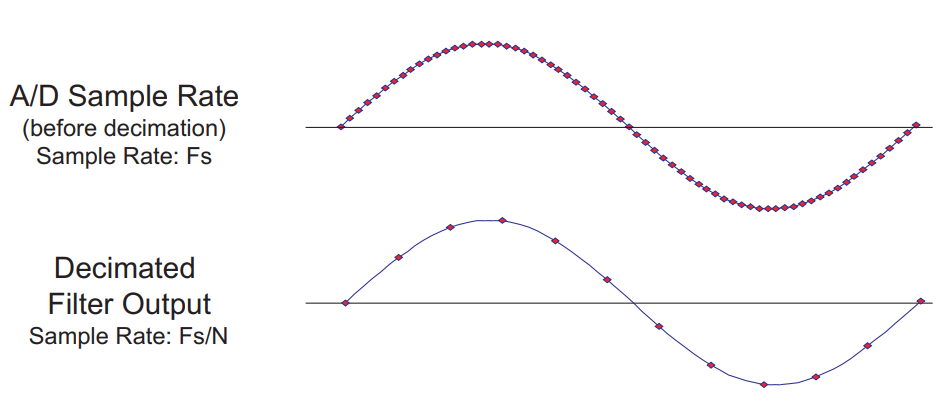 A/D Sample Rate
(before decimation)
Sample Rate: Fs
Decimated
Filter Output
Sample Rate: Fs/N